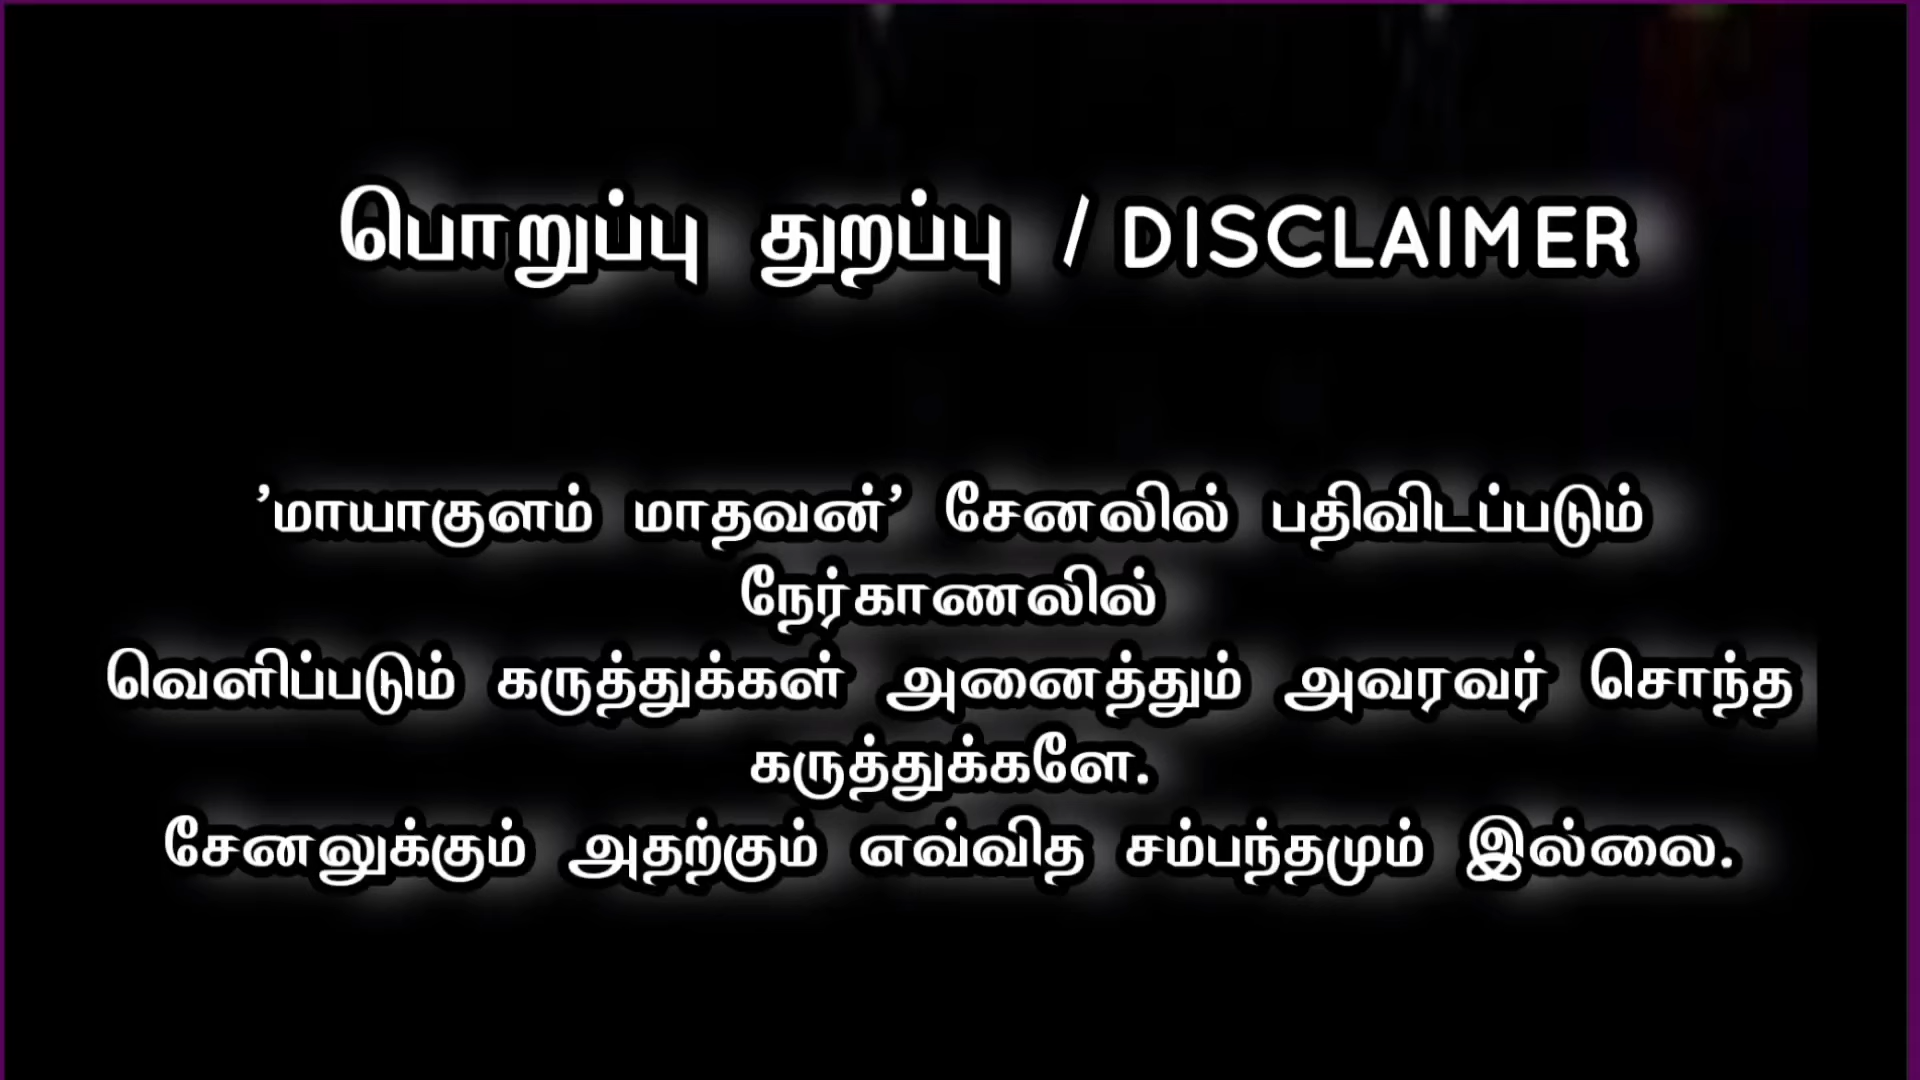 பொறுப்பு துறப்பு / DISCLAIMER
’மாயாகுளம் மாதவன்’ சேனலில் பதிவிடப்படும்
நேர்காணலில்
வெளிப்படும் கருத்துக்கள் அனைத்தும் அவரவர் சொந்த
கருத்துக்களே.
சேனலுக்கும் அதற்கும் எவ்வித சம்பந்தமும் இல்லை.